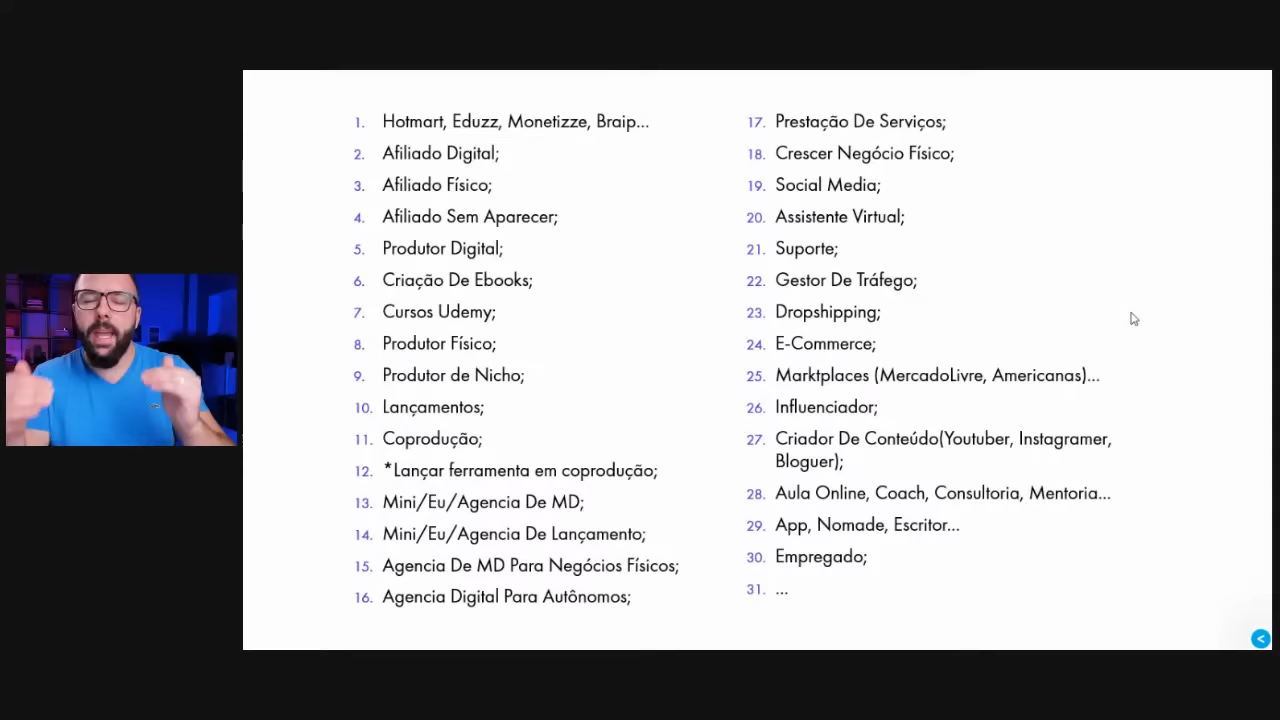 1. Hotmart, Eduzz, Monetizze, Braip...
2. Afiliado Digital;
3. Afiliado Físico;
4. Afiliado Sem Aparecer;
5. Produtor Digital;
6. Criação De Ebooks;
7. Cursos Udemy;
8. Produtor Físico;
9. Produtor de Nicho;
10. Lançamentos;
11. Coprodução;
12. *Lançar ferramenta em coprodução;
13. Mini/Eu/Agencia De MD;
14. Mini/Eu/Agencia De Lançamento;
15. Agencia De MD Para Negócios Físicos;
16. Agencia Digital Para Autônomos;
17. Prestação De Serviços;
18. Crescer Negócio Físico;
19. Social Media;
20. Assistente Virtual;
21. Suporte;
22. Gestor De Tráfego;
23. Dropshipping;
24. E-Commerce;
25. Marktplaces (MercadoLivre, Americanas)...
26. Influenciador;
27. Criador De Conteúdo(Youtuber, Instagramer,
Bloguer);
28. Aula Online, Coach, Consultoria, Mentoria...
29. App, Nomade, Escritor...
30. Empregado;
31. ...